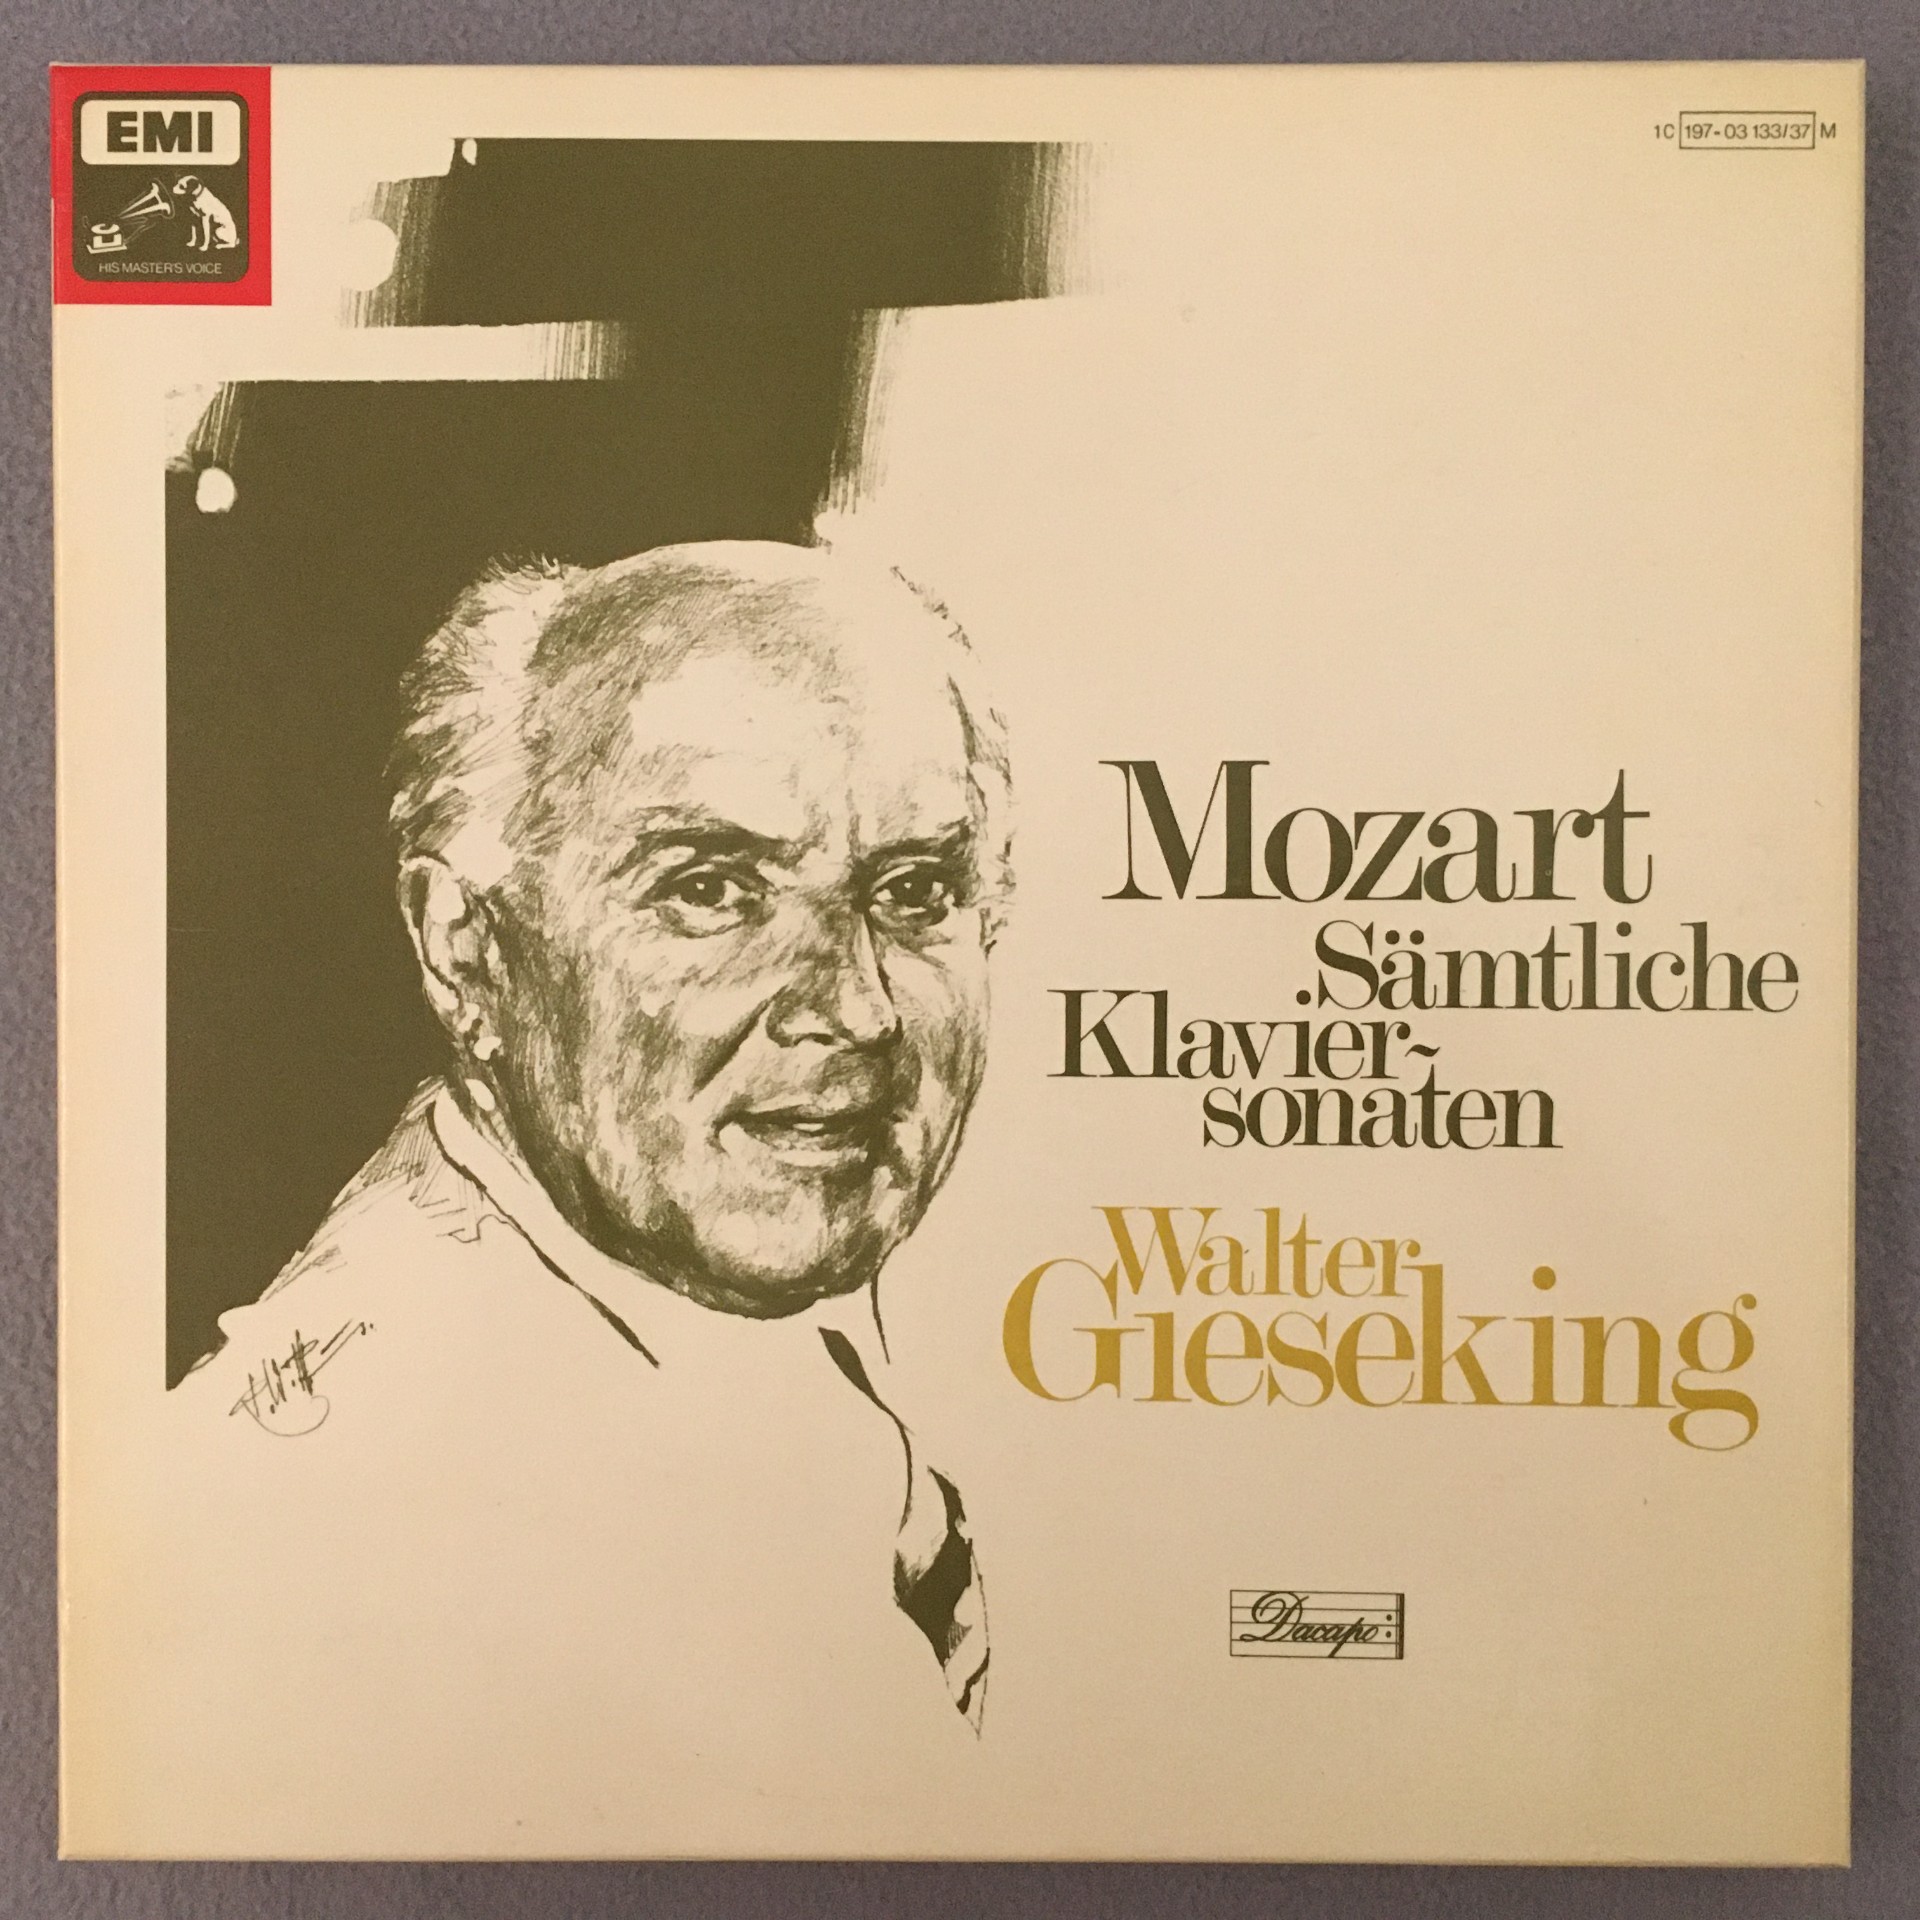 EMI
HIS MASTER'S VOICE
1C 197-03 133/37 M
Mozart
Sämtliche
Klavier-
sonaten
Walter
Gieseking
Dacapo